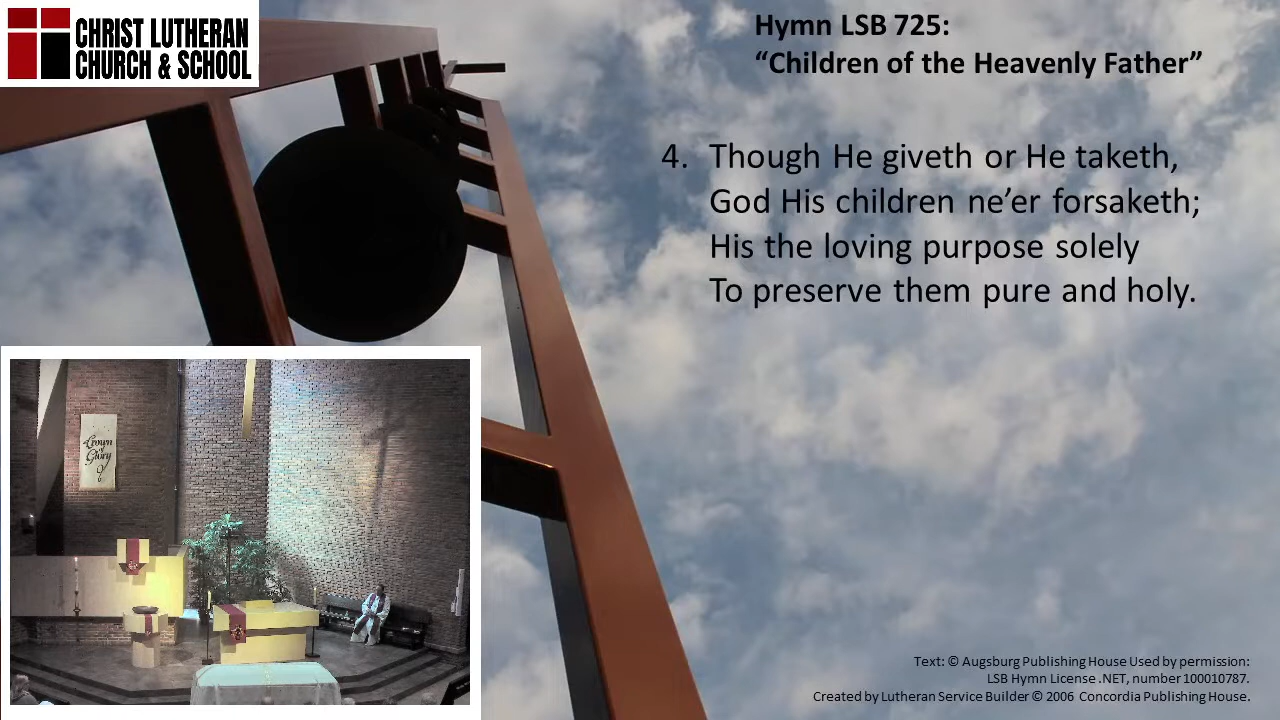 CHRIST LUTHERAN
CHURCH & SCHOOL
Hymn LSB 725:
“Children of the Heavenly Father”
4. Though He giveth or He taketh,
God His children ne’er forsaketh;
His the loving purpose solely
To preserve them pure and holy.
Crown
of
Glory
Text: © Augsburg Publishing House Used by permission:
LSB Hymn License .NET, number 100010787.
Created by Lutheran Service Builder © 2006 Concordia Publishing House.